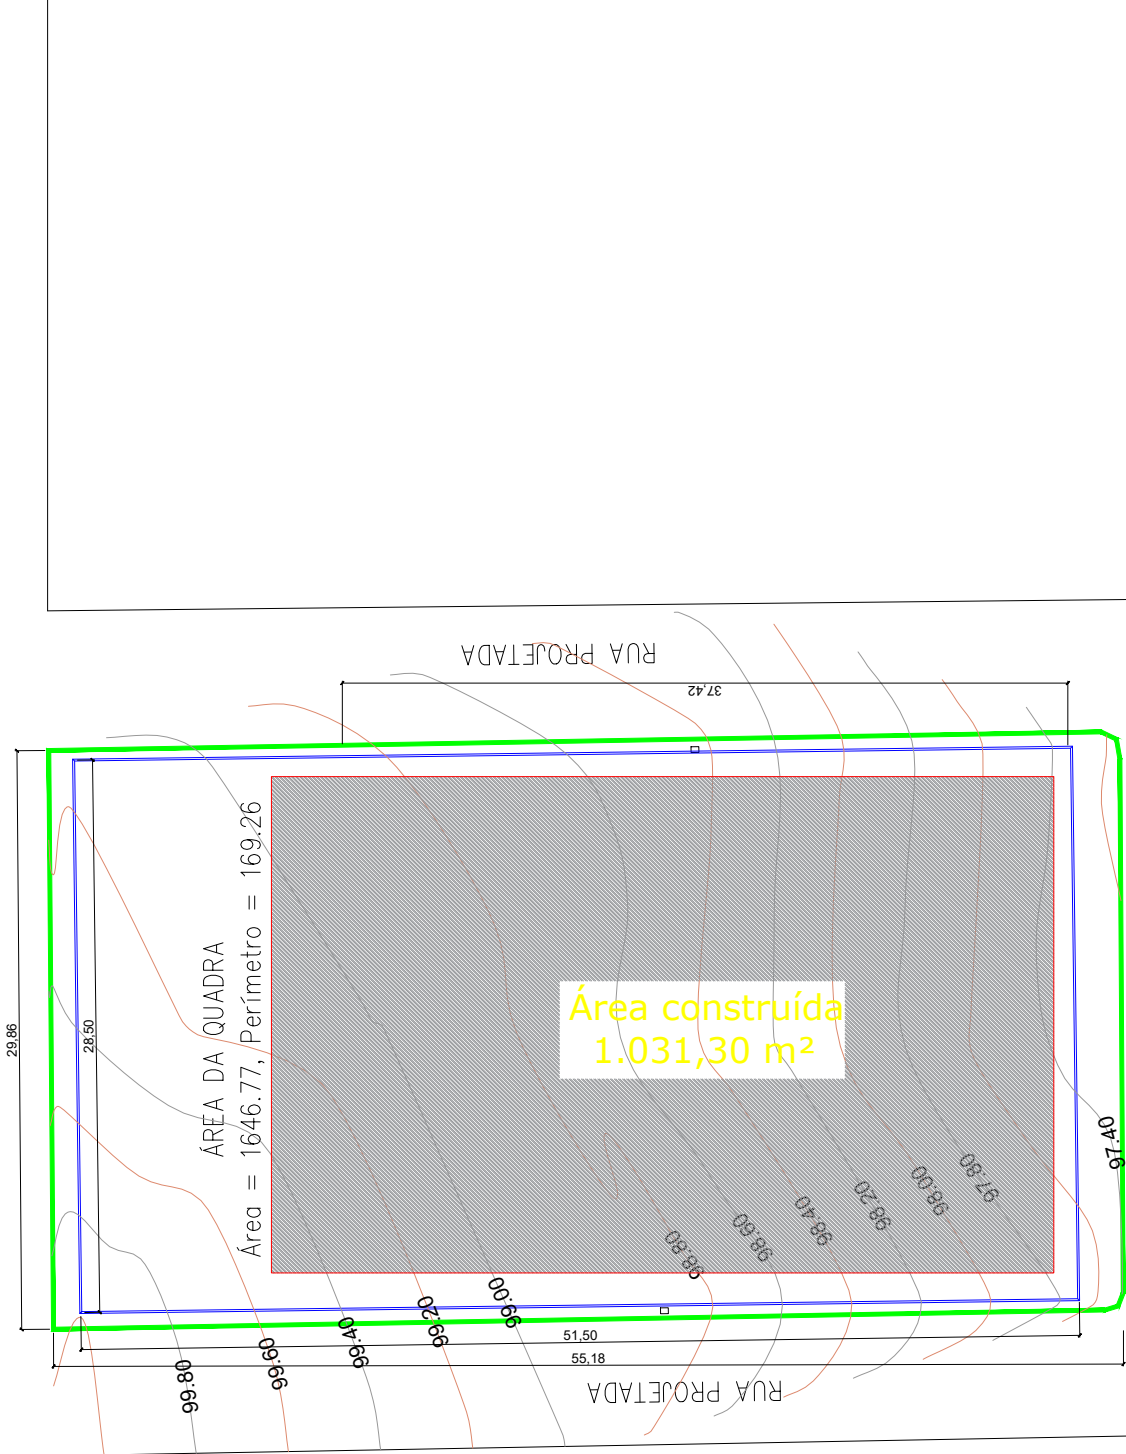 RUA PROJETADA
37,42
ÁREA DA QUADRA
Área = 1646.77, Perímetro = 169.26
29,86
28,50
Área construída
1.031,30 m²
97.40
97.80
98.00
98.20
98.40
98.60
98.80
99.00
99.20
99.40
99.60
99.80
51,50
55,18
RUA PROJETADA